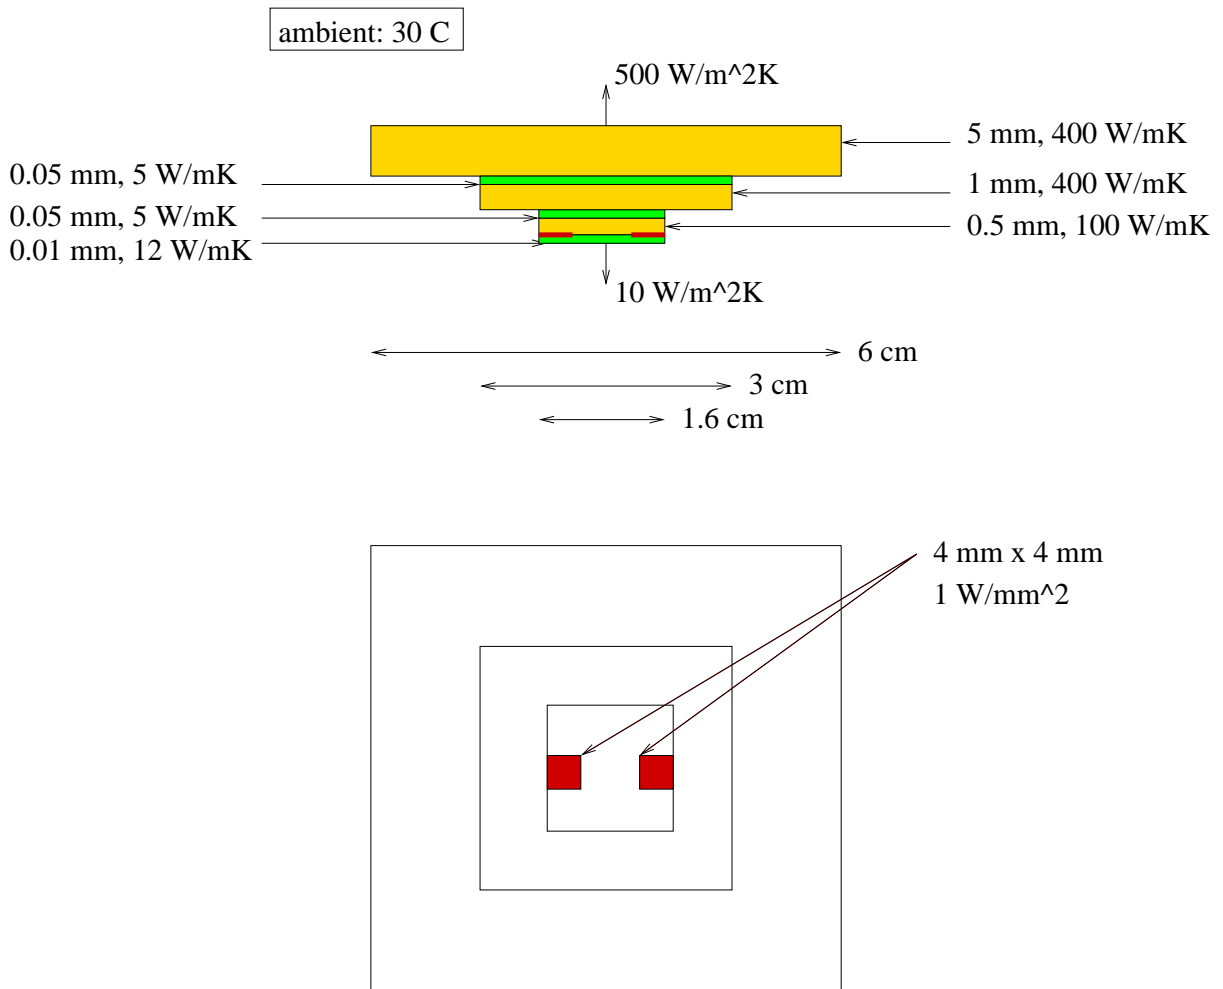 ambient: 30 C
500 W/m^2K
5 mm, 400 W/mK
0.05 mm, 5 W/mK
1 mm, 400 W/mK
0.05 mm, 5 W/mK
0.5 mm, 100 W/mK
0.01 mm, 12 W/mK
10 W/m^2K
6 cm
3 cm
1.6 cm
4 mm x 4 mm
1 W/mm^2